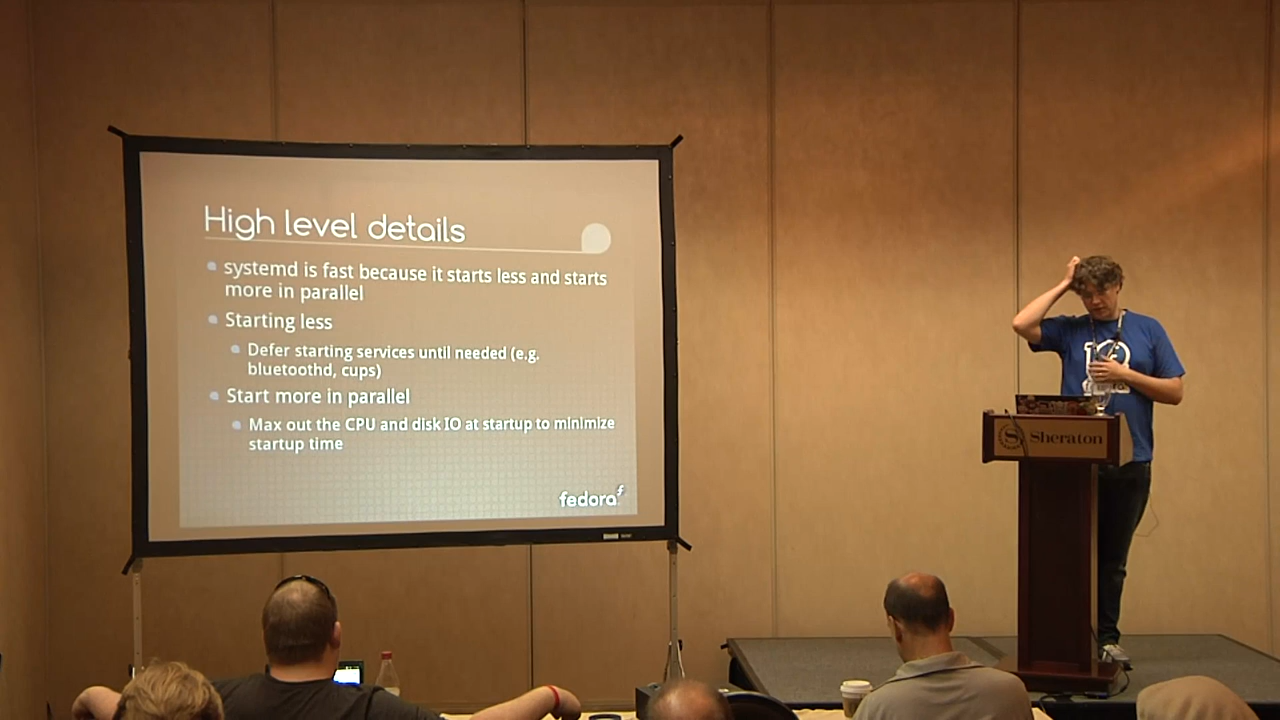 High level details
systemd is fast because it starts less and starts
more in parallel
Starting less
Defer starting services until needed (e.g.
bluetoothd, cups)
Start more in parallel
Max out the CPU and disk IO at startup to minimize
startup time
fedora
S Sheraton